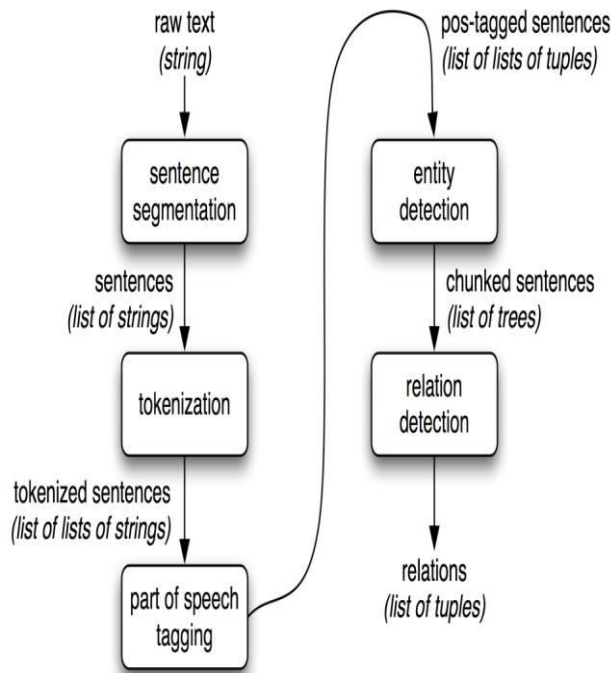 raw text
(string)
sentence
segmentation
sentences
(list of strings)
tokenization
tokenized sentences
(list of lists of strings)
part of speech
tagging
pos-tagged sentences
(list of lists of tuples)
entity
detection
chunked sentences
(list of trees)
relation
detection
relations
(list of tuples)